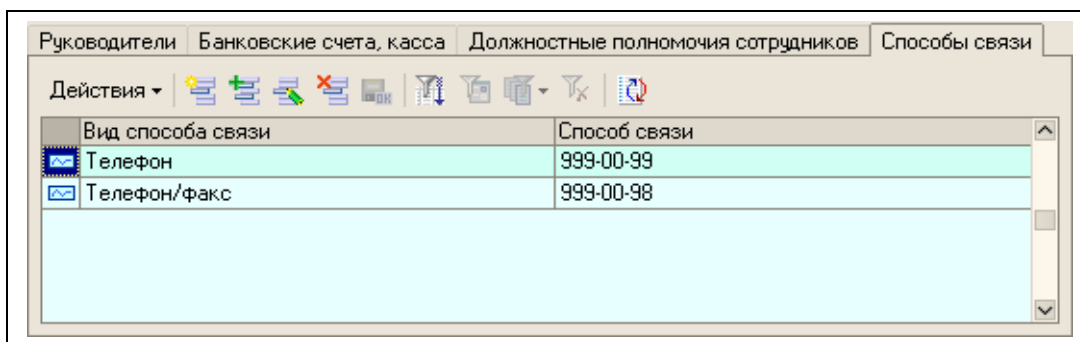 Руководители Банковские счета, касса Должностные полномочия сотрудников Способы связи
Действия
Вид способа связи Способ связи
Телефон 999-00-99
Телефон/факс 999-00-98